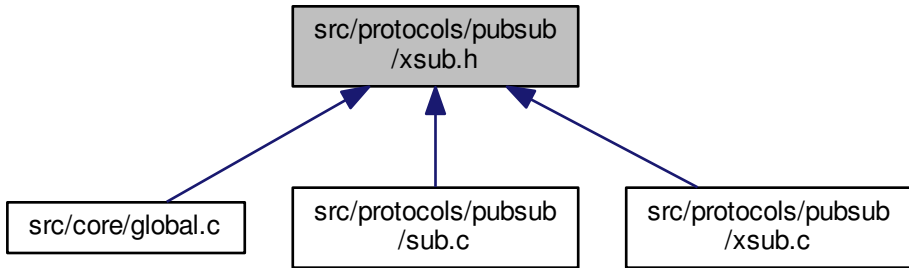 src/protocols/pubsub
/xsub.h
src/core/global.c
src/protocols/pubsub
/sub.c
src/protocols/pubsub
/xsub.c